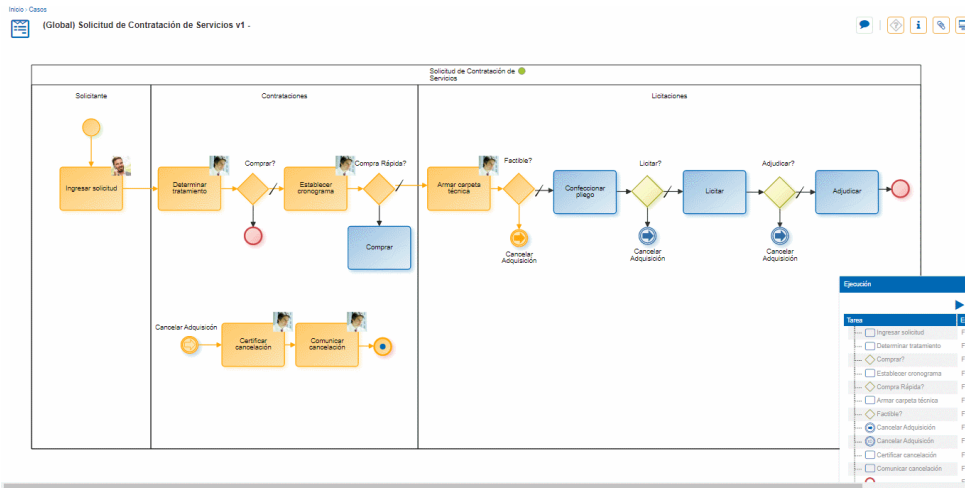 Inicio - Casos
(Global) Solicitud de Contratación de Servicios v1 -
Solicitud de Contratación de
Servicios
Solicitante
Contrataciones
Licitaciones
Comprar?
Compra Rápida?
Factible?
Licitar?
Adjudicar?
Ingresar solicitud
Determinar
tratamiento
Establecer
cronograma
Armar carpeta
técnica
Confeccionar
pliego
Licitar
Adjudicar
Comprar
Cancelar
Adquisición
Cancelar
Adquisición
Cancelar
Adquisición
Cancelar Adquisicón
Certificar
cancelación
Comunicar
cancelación
Ejecución
Tarea E
Ingresar solicitud F
Determinar tratamiento F
Comprar? F
Establecer cronograma F
Compra Rápida? F
Armar carpeta técnica F
Factible? F
Cancelar Adquisición F
Cancelar Adquisicón F
Certificar cancelación F
Comunicar cancelación F